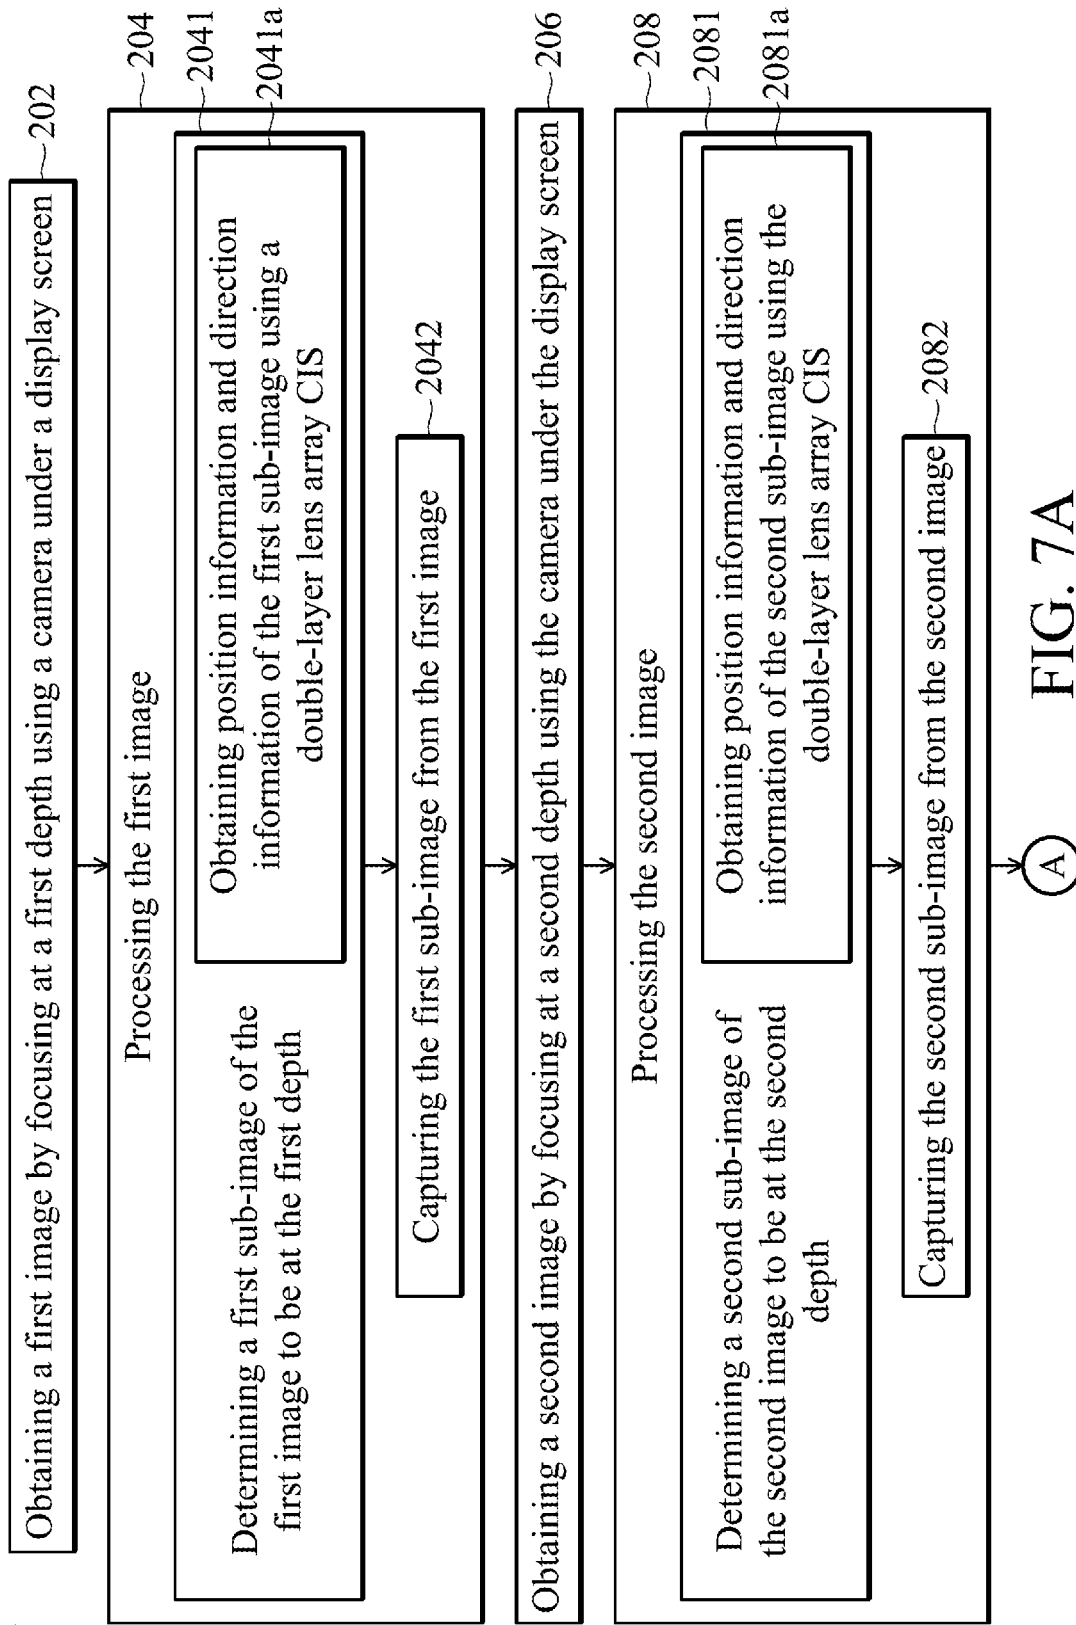 Obtaining a first image by focusing at a first depth using a camera under a display screen
202
Processing the first image
204
Determining a first sub-image of the
first image to be at the first depth
2041
Obtaining position information and direction
information of the first sub-image using a
double-layer lens array CIS
2041a
Capturing the first sub-image from the first image
2042
Obtaining a second image by focusing at a second depth using the camera under the display screen
206
Processing the second image
208
Determining a second sub-image of
the second image to be at the second
depth
2081
Obtaining position information and direction
information of the second sub-image using the
double-layer lens array CIS
2081a
Capturing the second sub-image from the second image
2082
A
FIG. 7A